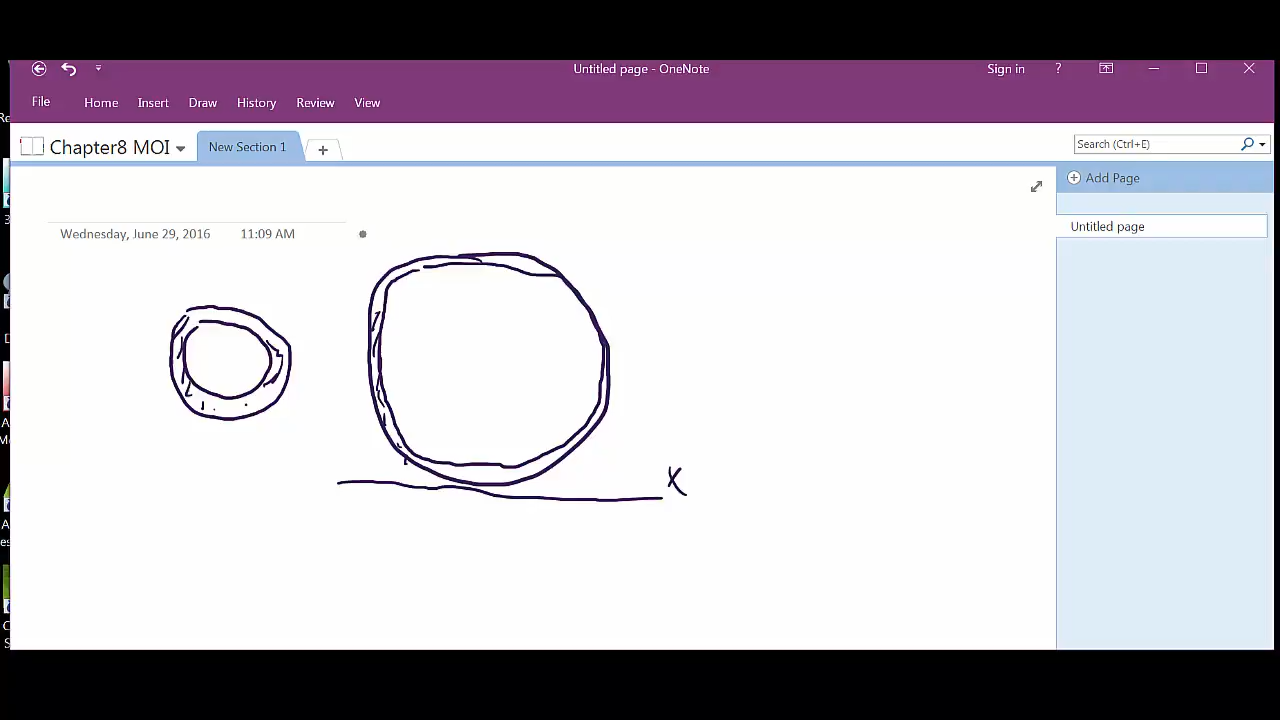 Untitled page - OneNote
Sign in
?
File
Home
Insert
Draw
History
Review
View
Chapter8 MOI
New Section 1
+
Search (Ctrl+E)
Add Page
Wednesday, June 29, 2016
11:09 AM
Untitled page
X